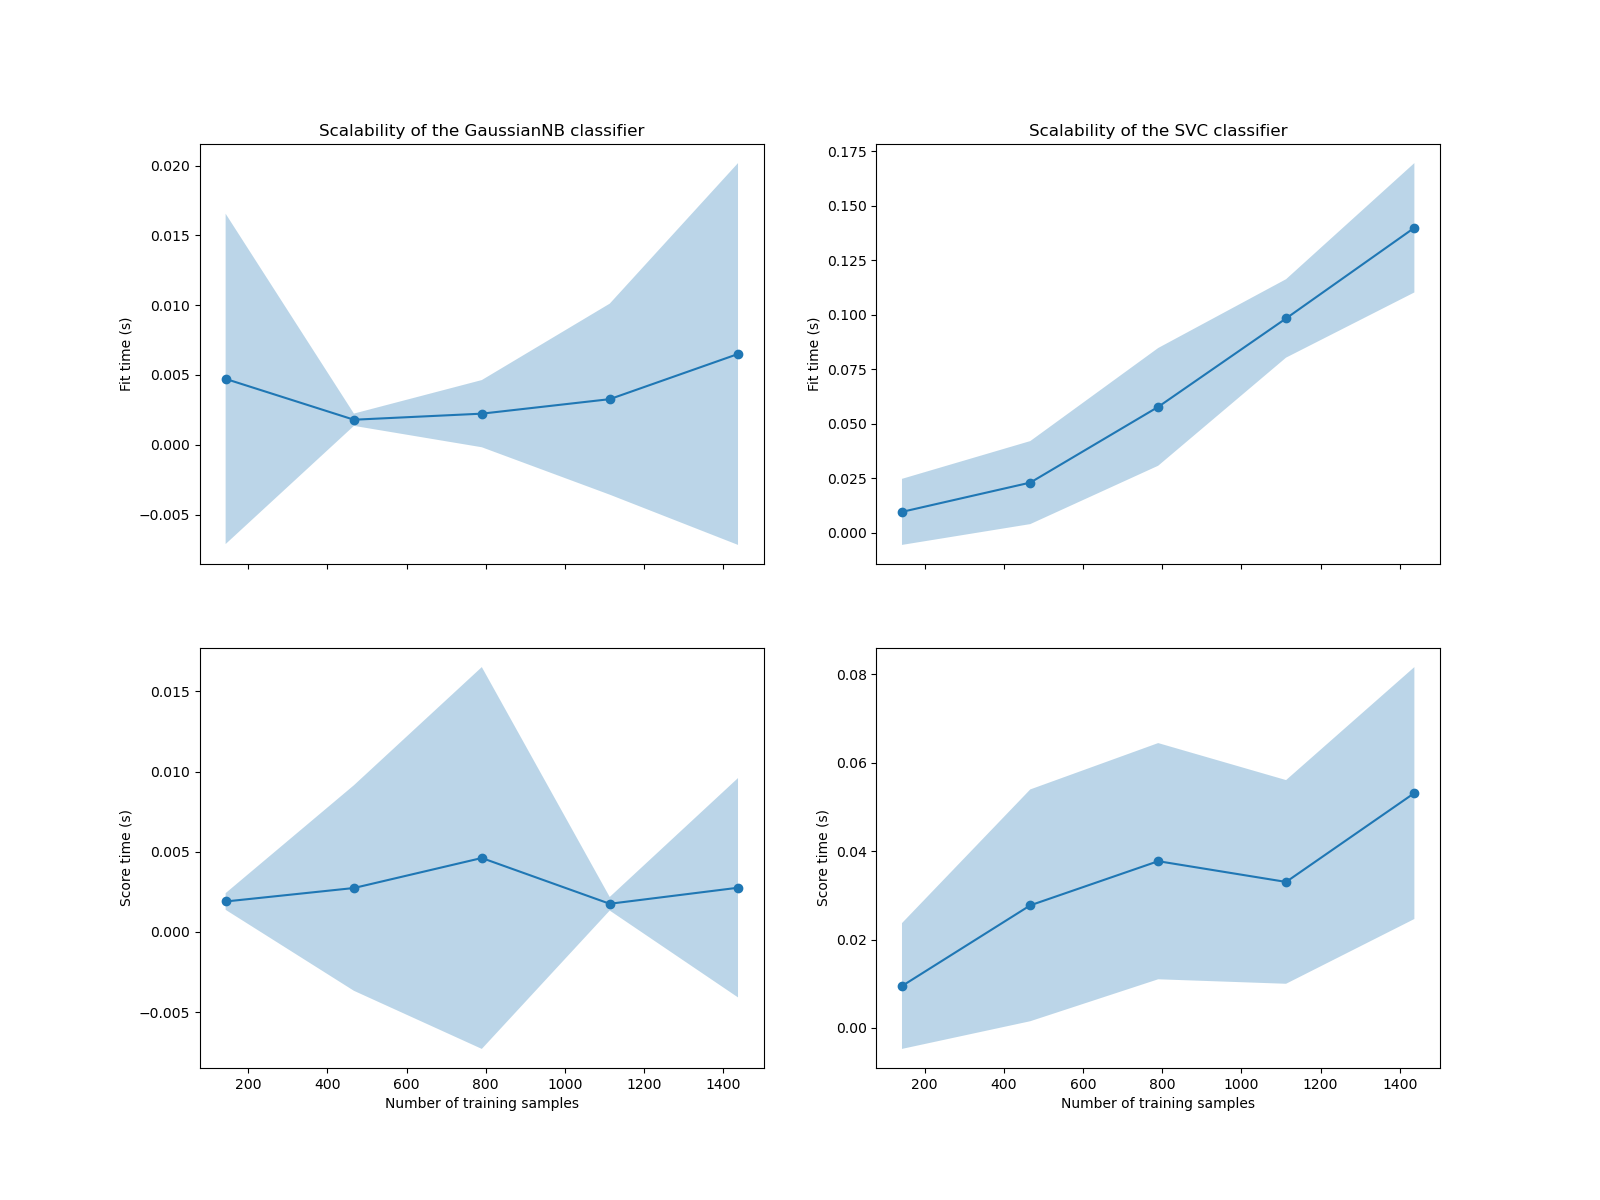 Scalability of the GaussianNB classifier
Scalability of the SVC classifier
0.020
0.015
0.010
0.005
0.000
−0.005
Fit time (s)
0.175
0.150
0.125
0.100
0.075
0.050
0.025
0.000
Fit time (s)
0.015
0.010
0.005
0.000
−0.005
Score time (s)
200 400 600 800 1000 1200 1400
Number of training samples
0.08
0.06
0.04
0.02
0.00
Score time (s)
200 400 600 800 1000 1200 1400
Number of training samples